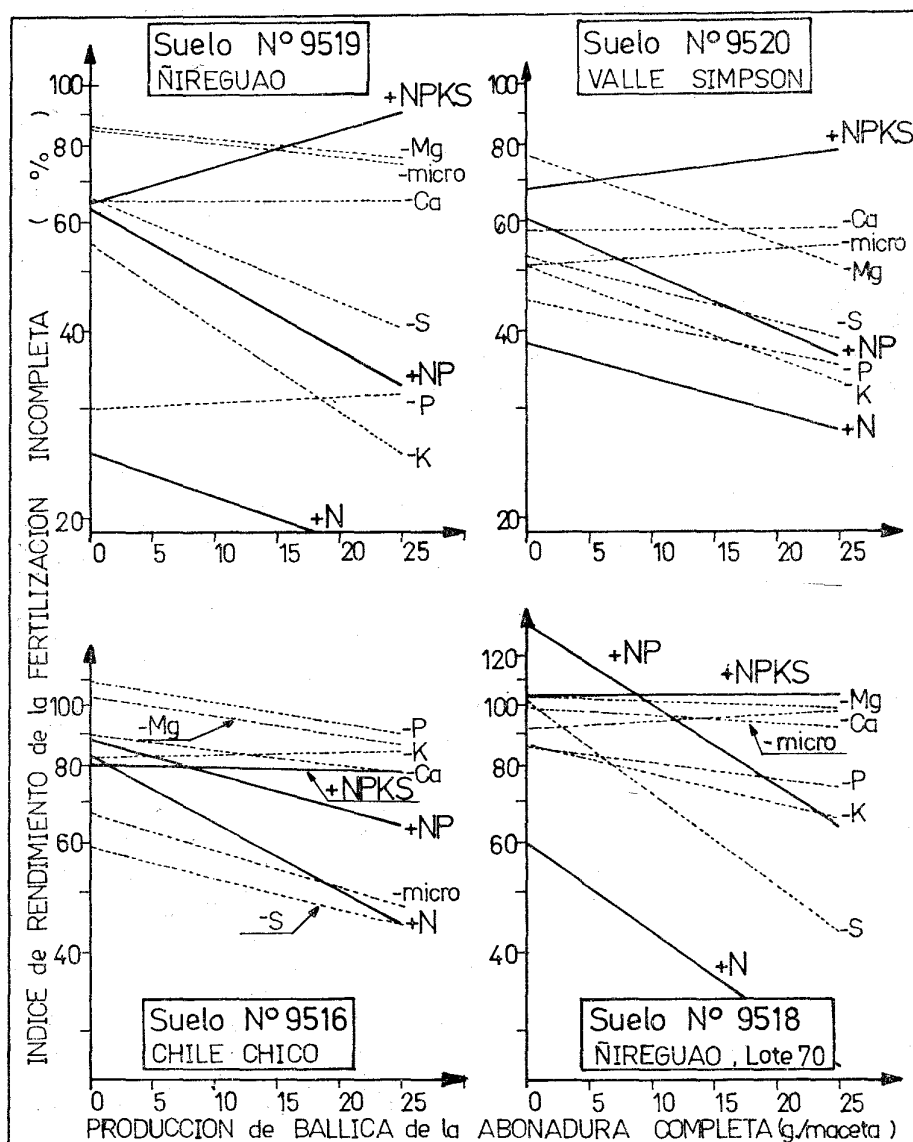 INDICE de RENDIMIENTO de la FERTILIZACION INCOMPLETA ( % )
Suelo Nº 9519
ÑIREGUAO
100
80
60
40
20
+NPKS
-Mg
-micro
-Ca
-S
+NP
-P
-K
+N
0 5 10 15 20 25
Suelo Nº 9520
VALLE SIMPSON
100
80
60
40
20
+NPKS
-Ca
-micro
-Mg
-S
+NP
-P
-K
+N
0 5 10 15 20 25
100
80
60
40
-P
-Mg
-K
-Ca
+NPKS
+NP
-micro
+N
-S
Suelo Nº 9516
CHILE CHICO
0 5 10 15 20 25
120
100
80
60
40
+NP
+NPKS
-Mg
-Ca
-micro
-P
-K
-S
+N
Suelo Nº 9518
ÑIREGUAO, Lote 70
0 5 10 15 20 25
PRODUCCION de BALLICA de la ABONADURA COMPLETA (g/maceta)